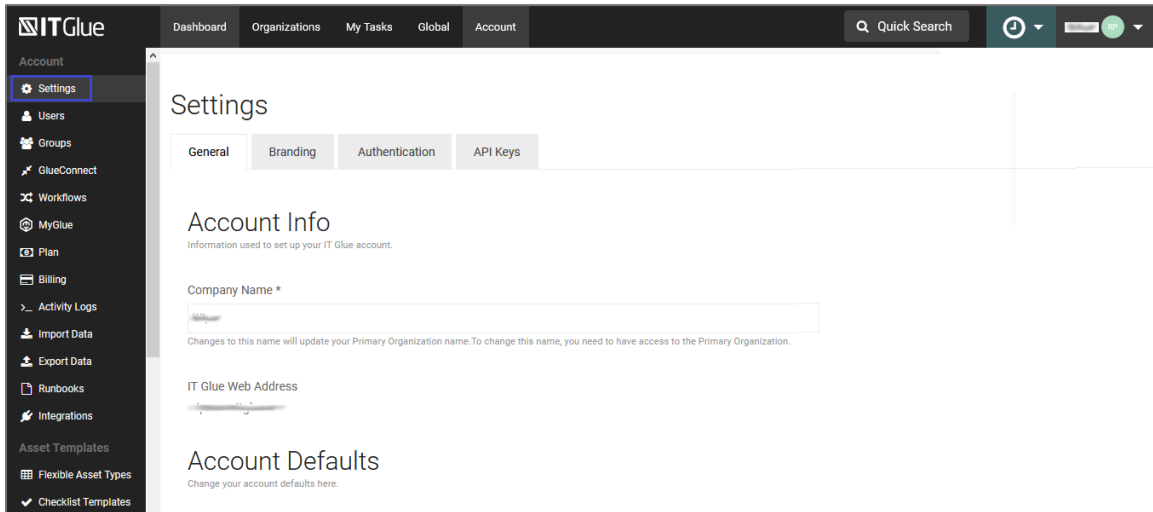 ITGlue
Dashboard Organizations My Tasks Global Account Quick Search RP
Account
Settings
Users
Groups
GlueConnect
Workflows
MyGlue
Plan
Billing
Activity Logs
Import Data
Export Data
Runbooks
Integrations
Asset Templates
Flexible Asset Types
Checklist Templates
Settings
General Branding Authentication API Keys
Account Info
Information used to set up your IT Glue account.
Company Name *
Changes to this name will update your Primary Organization name.To change this name, you need to have access to the Primary Organization.
IT Glue Web Address
Account Defaults
Change your account defaults here.